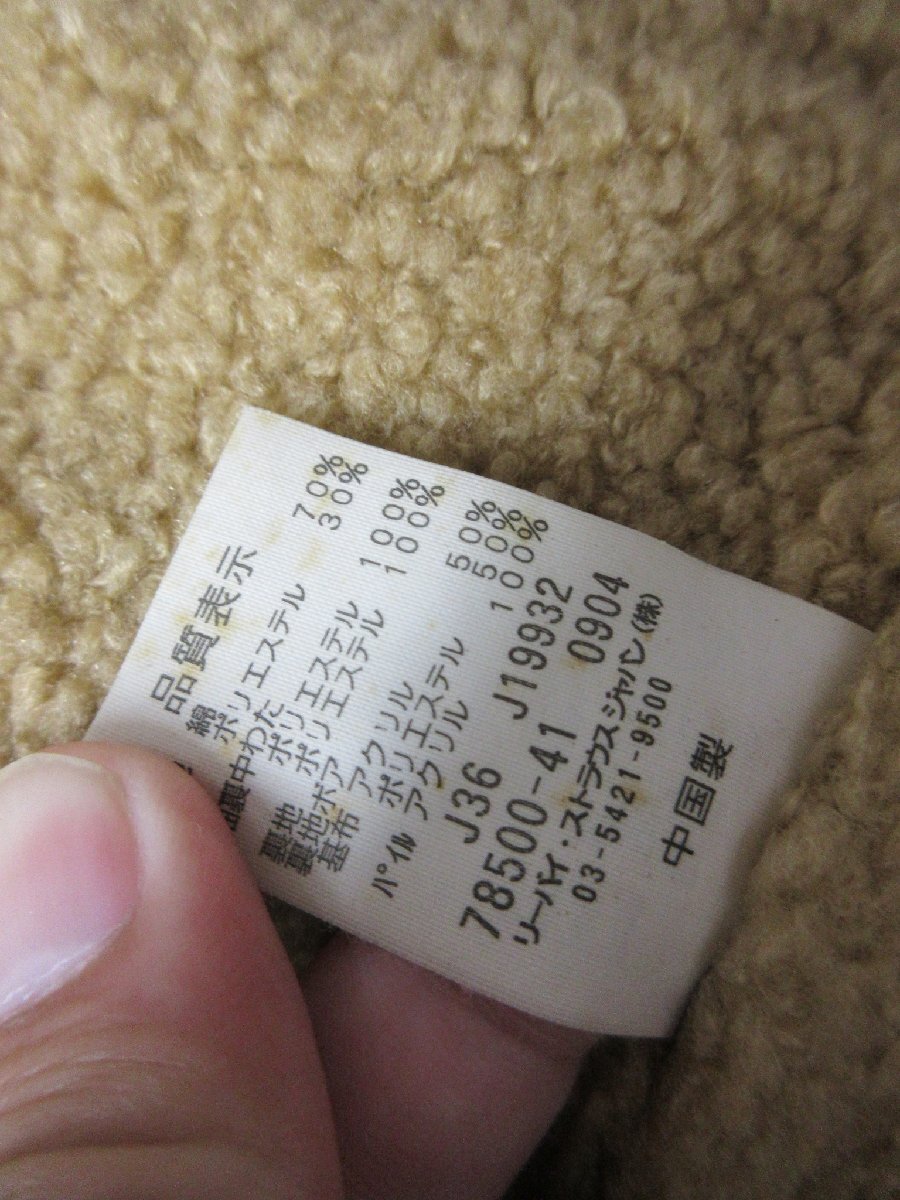 品質表示
綿 70%
ポリエステル 30%
裏中わた
裏地 ポリエステル 100%
裏地ボア ポリエステル 100%
基布 アクリル 50%
ポリエステル 50%
パイル アクリル 100%
J36 J19932
78500-41 0904
リーバイ・ストラウスジャパン(株)
03-5421-9500
中国製